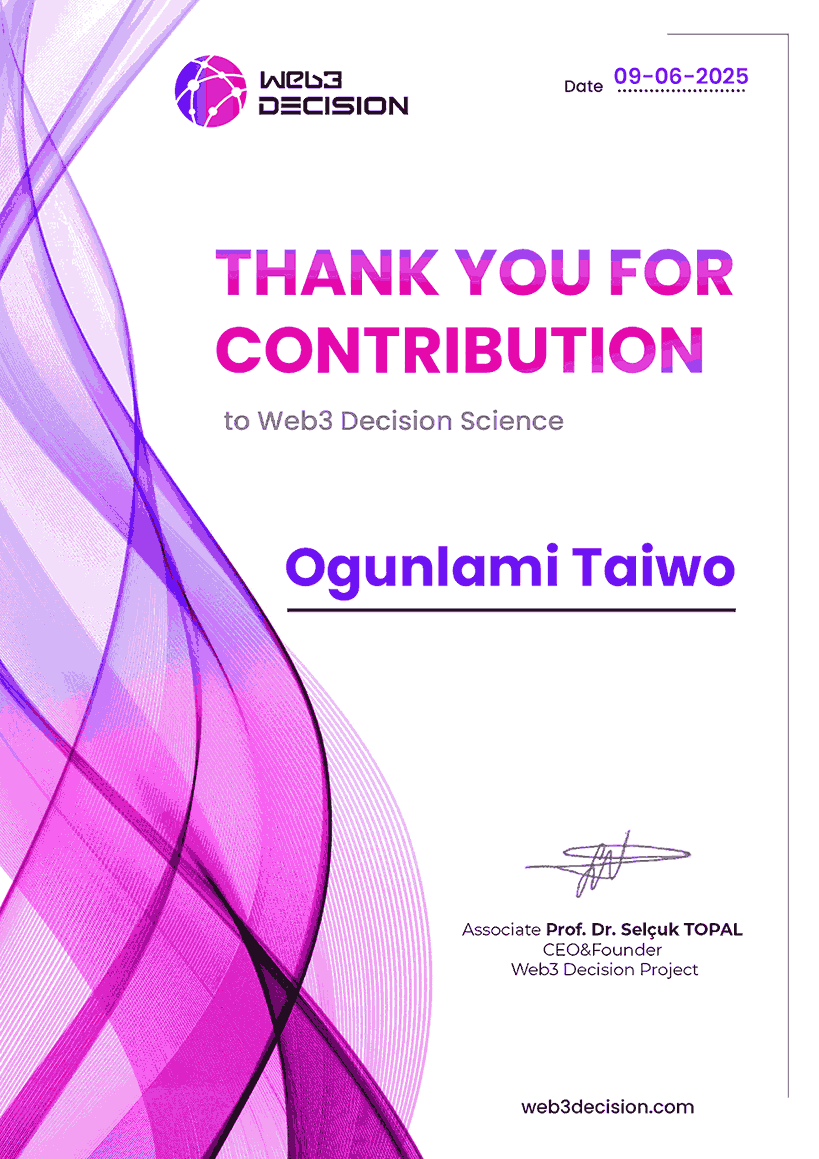 Web3
DECISION
Date 09-06-2025
THANK YOU FOR
CONTRIBUTION
to Web3 Decision Science
Ogunlami Taiwo
Associate Prof. Dr. Selçuk TOPAL
CEO&Founder
Web3 Decision Project
web3decision.com